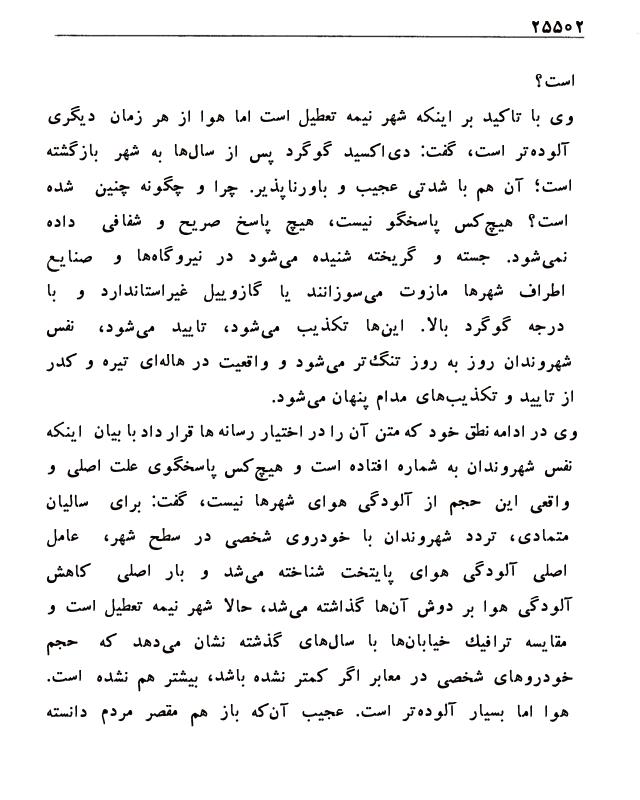 ۲۵۵۰۲
است؟
وی با تاکید بر اینکه شهر نیمه تعطیل است اما هوا از هر زمان دیگری
آلوده‌تر است، گفت: دی‌اکسید گوگرد پس از سال‌ها به شهر بازگشته
است؛ آن هم با شدتی عجیب و باورناپذیر. چرا و چگونه چنین شده
است؟ هیچ‌کس پاسخگو نیست، هیچ پاسخ صریح و شفافی داده
نمی‌شود. جسته و گریخته شنیده می‌شود در نیروگاه‌ها و صنایع
اطراف شهرها مازوت می‌سوزانند یا گازوییل غیراستاندارد و با
درجه گوگرد بالا. این‌ها تکذیب می‌شود، تایید می‌شود، نفس
شهروندان روز به روز تنگ‌تر می‌شود و واقعیت در هاله‌ای تیره و کدر
از تایید و تکذیب‌های مدام پنهان می‌شود.
وی در ادامه نطق خود که متن آن را در اختیار رسانه ها قرار داد با بیان اینکه
نفس شهروندان به شماره افتاده است و هیچ‌کس پاسخگوی علت اصلی و
واقعی این حجم از آلودگی هوای شهرها نیست، گفت: برای سالیان
متمادی، تردد شهروندان با خودروی شخصی در سطح شهر، عامل
اصلی آلودگی هوای پایتخت شناخته می‌شد و بار اصلی کاهش
آلودگی هوا بر دوش آن‌ها گذاشته می‌شد، حالا شهر نیمه تعطیل است و
مقایسه ترافیک خیابان‌ها با سال‌های گذشته نشان می‌دهد که حجم
خودروهای شخصی در معابر اگر کمتر نشده باشد، بیشتر هم نشده است.
هوا اما بسیار آلوده‌تر است. عجیب آن‌که باز هم مقصر مردم دانسته